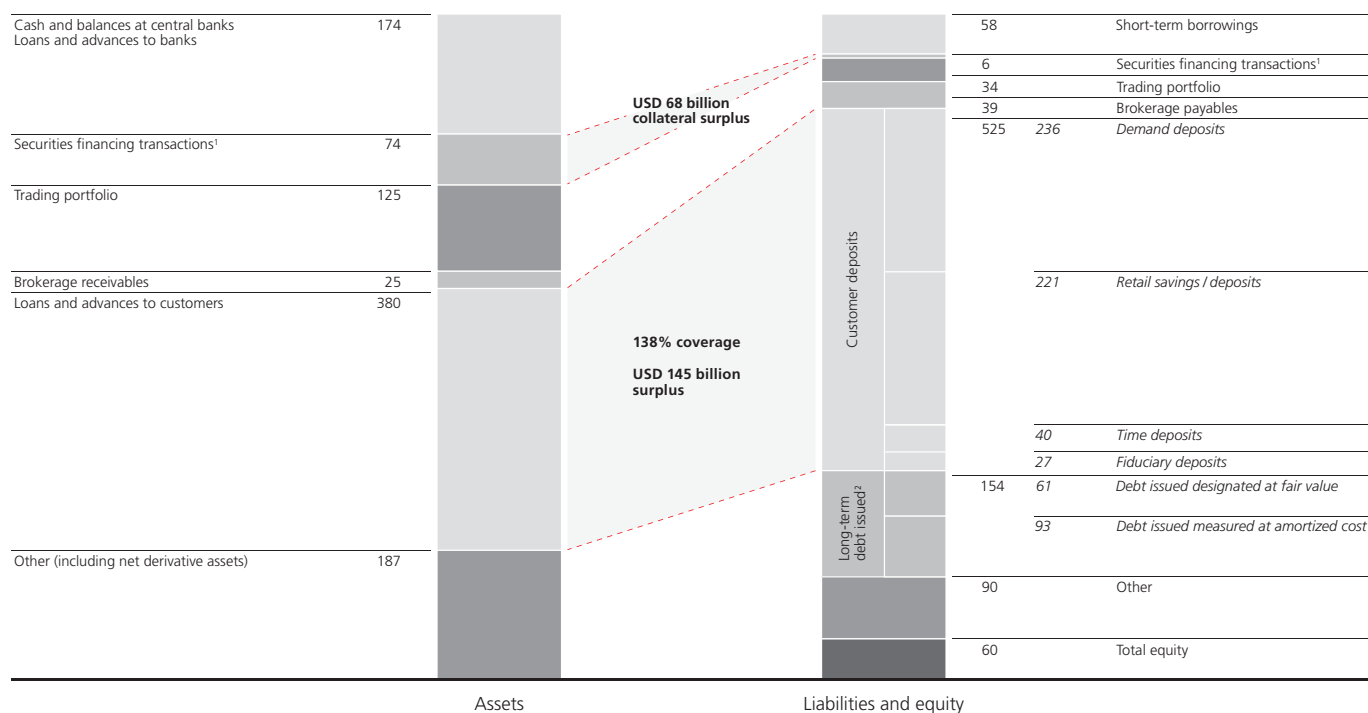 Cash and balances at central banks 174
Loans and advances to banks
Securities financing transactions¹ 74
Trading portfolio 125
Brokerage receivables 25
Loans and advances to customers 380
Other (including net derivative assets) 187
USD 68 billion
collateral surplus
138% coverage
USD 145 billion
surplus
Customer deposits
Long-term
debt issued²
58 Short-term borrowings
6 Securities financing transactions¹
34 Trading portfolio
39 Brokerage payables
525 236 Demand deposits
221 Retail savings / deposits
40 Time deposits
27 Fiduciary deposits
154 61 Debt issued designated at fair value
93 Debt issued measured at amortized cost
90 Other
60 Total equity
Assets
Liabilities and equity